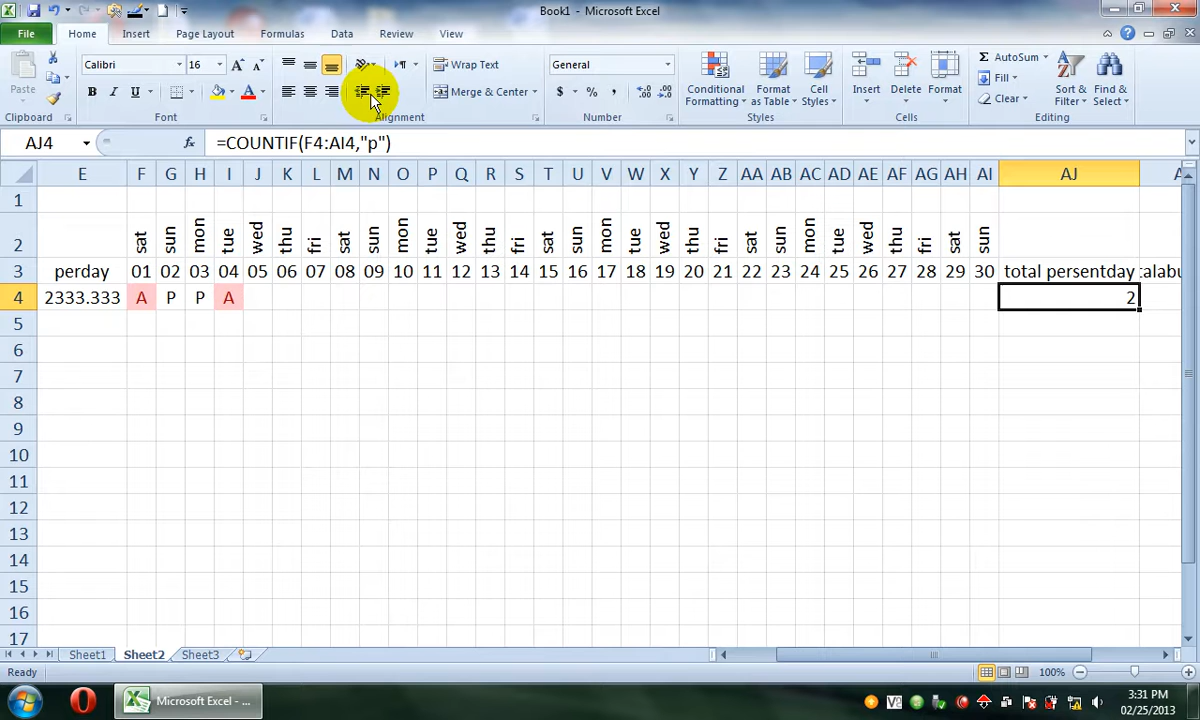 Book1 - Microsoft Excel
File Home Insert Page Layout Formulas Data Review View
Calibri 16 Wrap Text General AutoSum
Fill
Paste B I U Merge & Center $ % , Conditional Formatting Format as Table Cell Styles Insert Delete Format Clear Sort & Filter Find & Select
Clipboard Font Alignment Number Styles Cells Editing
AJ4 fx =COUNTIF(F4:AI4,"p")
E F G H I J K L M N O P Q R S T U V W X Y Z AA AB AC AD AE AF AG AH AI AJ
1
2 sat sun mon tue wed thu fri sat sun mon tue wed thu fri sat sun mon tue wed thu fri sat sun mon tue wed thu fri sat sun
3 perday 01 02 03 04 05 06 07 08 09 10 11 12 13 14 15 16 17 18 19 20 21 22 23 24 25 26 27 28 29 30 total persentday talabu
4 2333.333 A P P A 2
5
6
7
8
9
10
11
12
13
14
15
16
17
Sheet1 Sheet2 Sheet3
Ready 100%
Microsoft Excel - ... 3:31 PM
02/25/2013